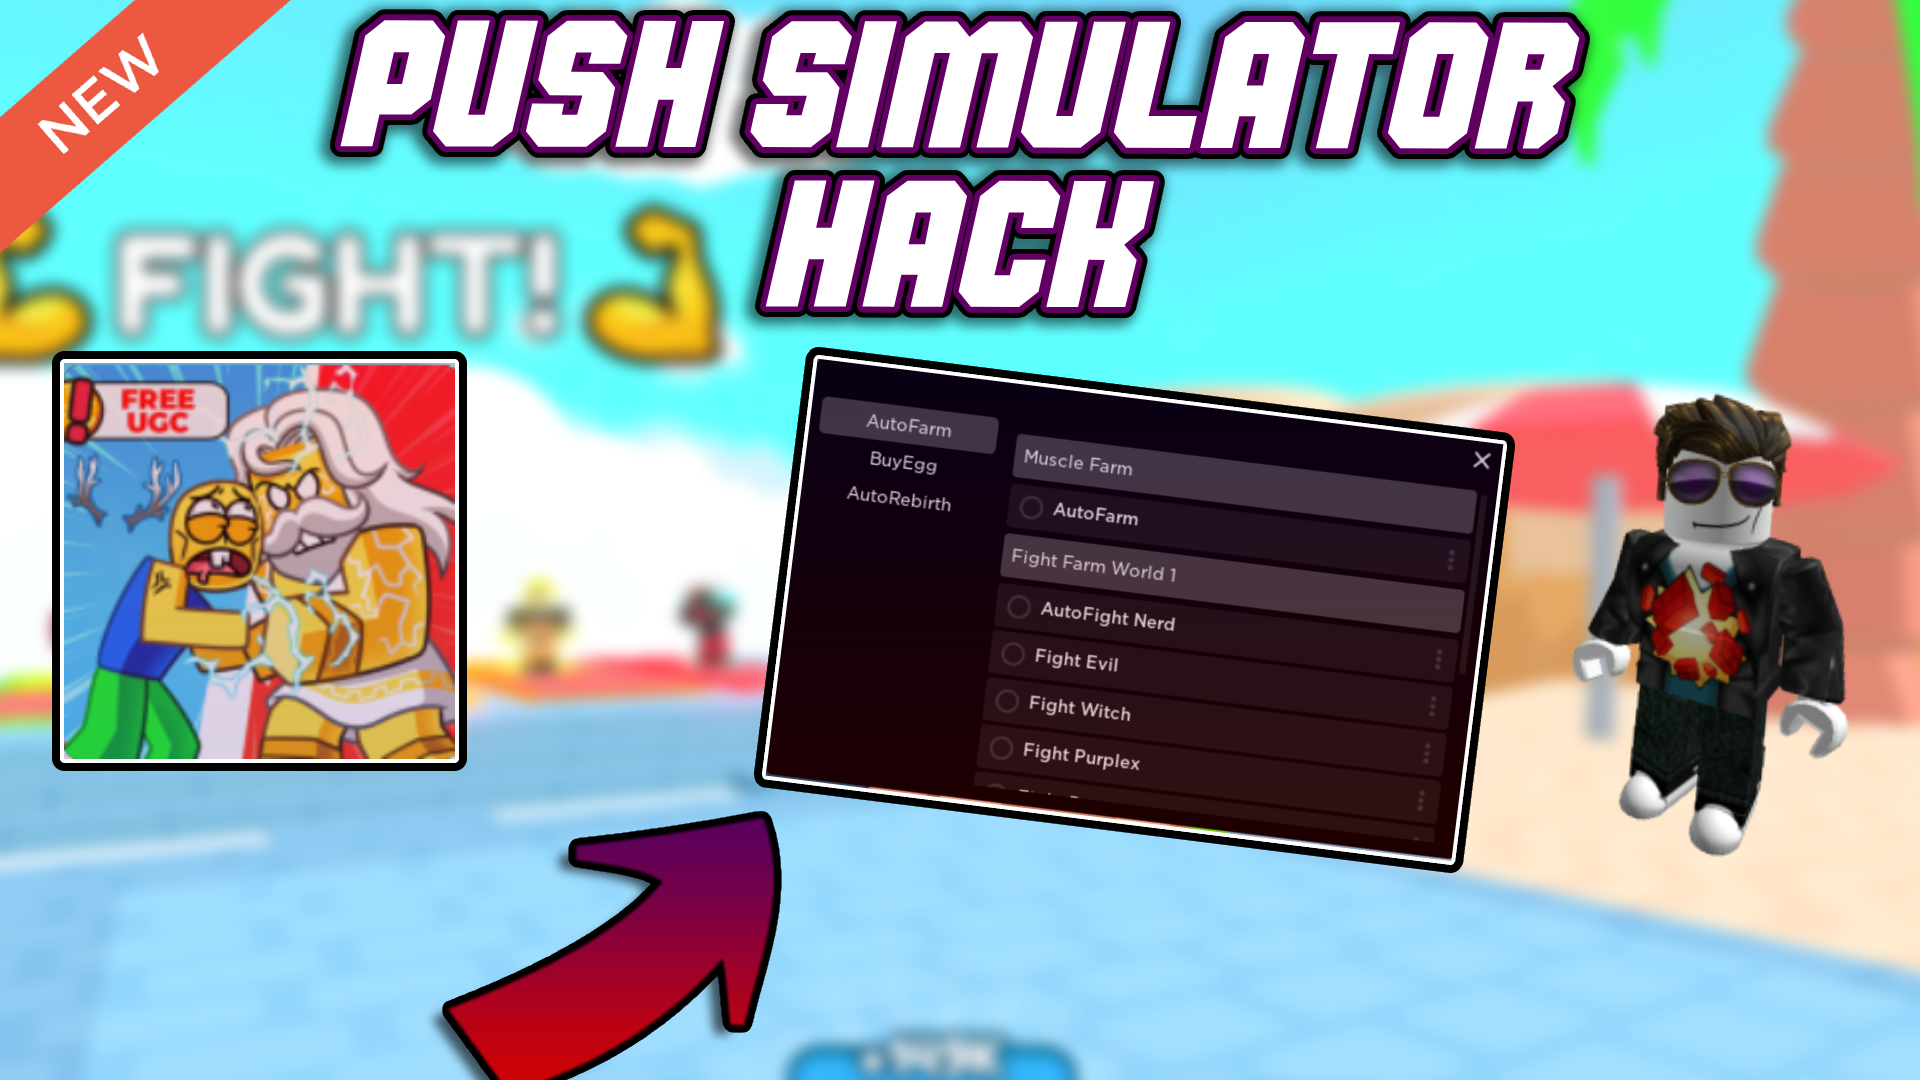 NEW
PUSH SIMULATOR
HACK
FIGHT!
FREE
UGC
AutoFarm
BuyEgg
AutoRebirth
Muscle Farm
AutoFarm
Fight Farm World 1
AutoFight Nerd
Fight Evil
Fight Witch
Fight Purplex